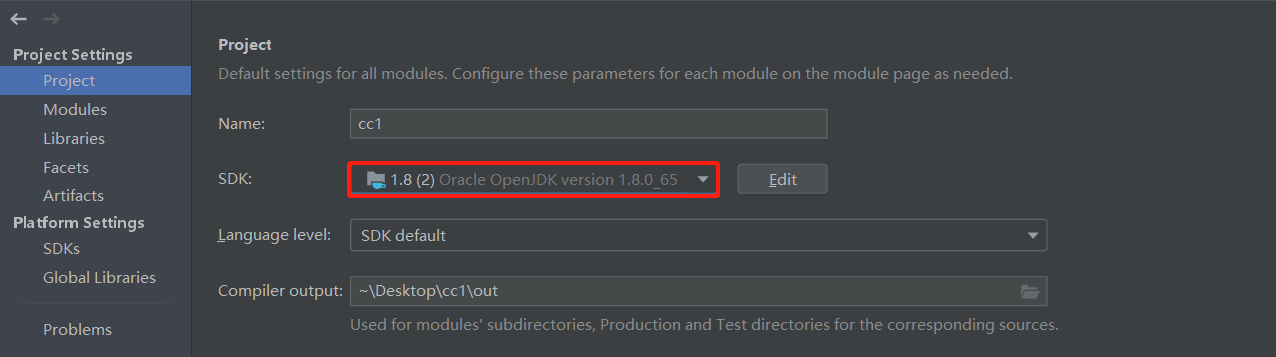 Project Settings
Project
Modules
Libraries
Facets
Artifacts
Platform Settings
SDKs
Global Libraries
Problems
Project
Default settings for all modules. Configure these parameters for each module on the module page as needed.
Name: cc1
SDK: 1.8 (2) Oracle OpenJDK version 1.8.0_65 Edit
Language level: SDK default
Compiler output: ~\Desktop\cc1\out
Used for modules' subdirectories, Production and Test directories for the corresponding sources.